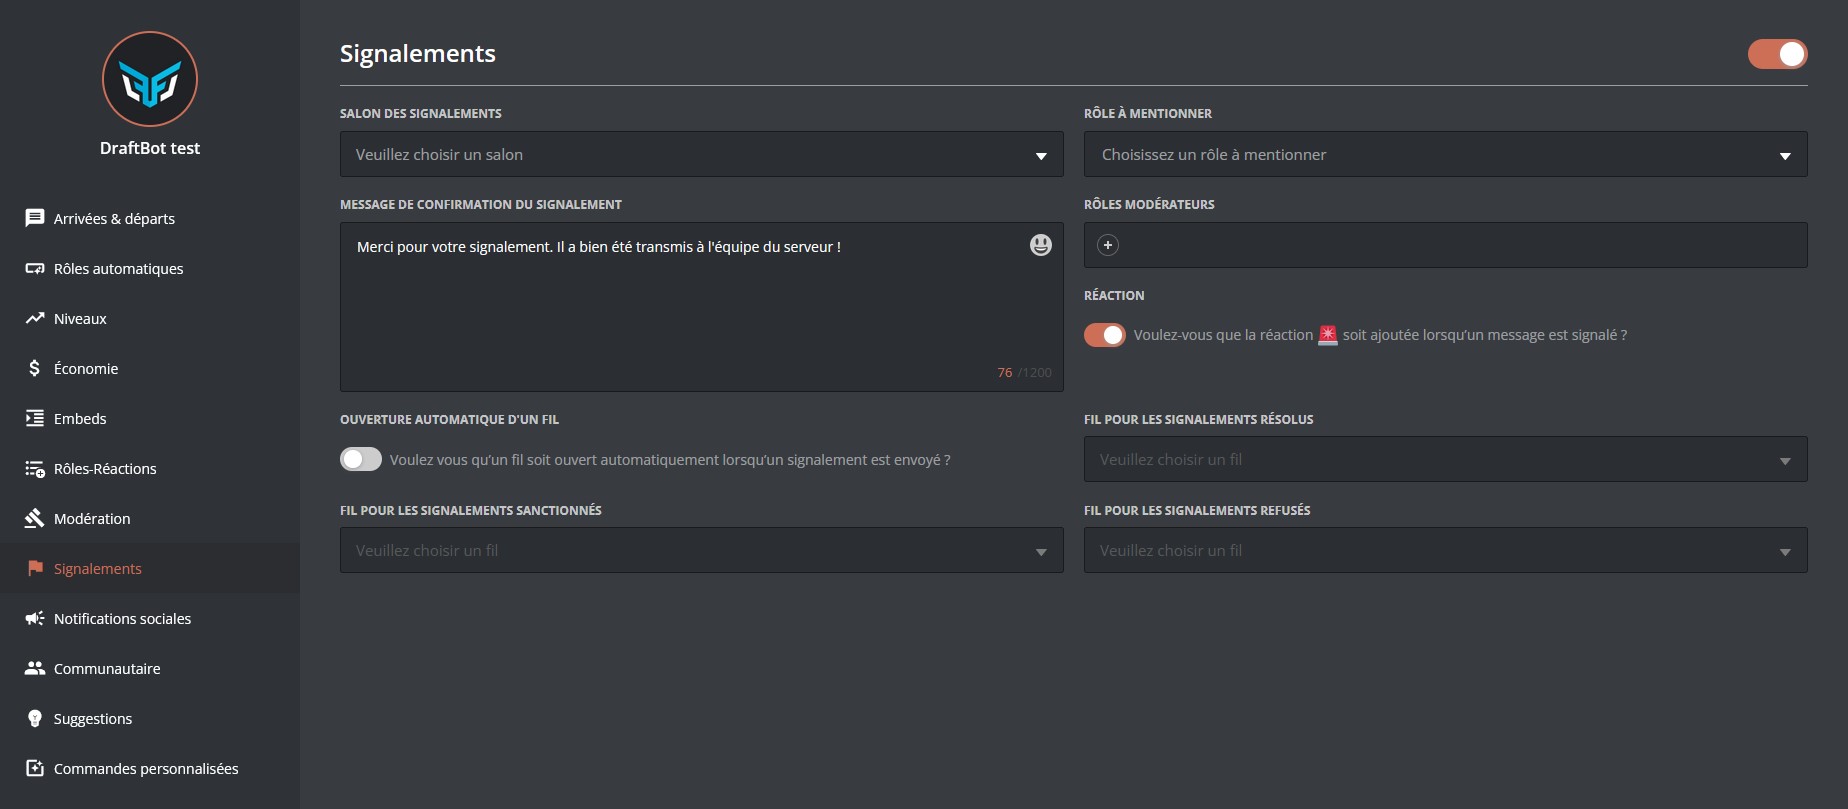 DraftBot test
Arrivées & départs
Rôles automatiques
Niveaux
Économie
Embeds
Rôles-Réactions
Modération
Signalements
Notifications sociales
Communautaire
Suggestions
Commandes personnalisées
Signalements
SALON DES SIGNALEMENTS
Veuillez choisir un salon
RÔLE À MENTIONNER
Choisissez un rôle à mentionner
MESSAGE DE CONFIRMATION DU SIGNALEMENT
Merci pour votre signalement. Il a bien été transmis à l'équipe du serveur !
76 /1200
RÔLES MODÉRATEURS
RÉACTION
Voulez-vous que la réaction 🚨 soit ajoutée lorsqu’un message est signalé ?
OUVERTURE AUTOMATIQUE D'UN FIL
Voulez vous qu’un fil soit ouvert automatiquement lorsqu’un signalement est envoyé ?
FIL POUR LES SIGNALEMENTS RÉSOLUS
Veuillez choisir un fil
FIL POUR LES SIGNALEMENTS SANCTIONNÉS
Veuillez choisir un fil
FIL POUR LES SIGNALEMENTS REFUSÉS
Veuillez choisir un fil